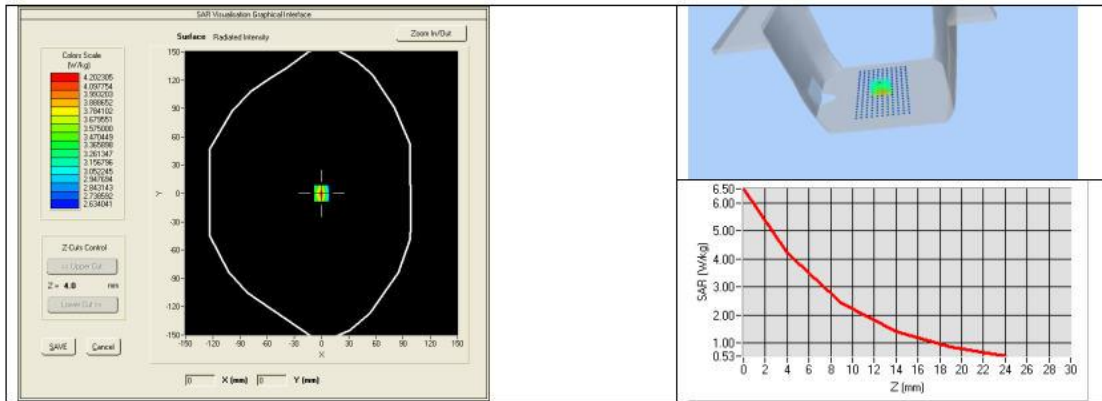 SAR Visualisation Graphical Interface
Surface Radiated Intensity
Zoom In/Out
Colors Scale
(W/kg)
4.202305
4.097754
3.993203
3.888652
3.784102
3.679551
3.575000
3.470449
3.365898
3.261347
3.156796
3.052245
2.947694
2.843143
2.738592
2.634041
Z-Cuts Control
<< Upper Cut
Z = 4.0 mm
Lower Cut >>
SAVE Cancel
150
120
90
60
30
0
-30
-60
-90
-120
-150
Y
-150 -120 -90 -60 -30 0 30 60 90 120 150
X
0 X (mm) 0 Y (mm)
6.50
6.00
5.00
4.00
3.00
2.00
1.00
0.53
SAR (W/kg)
0 2 4 6 8 10 12 14 16 18 20 22 24 26 28 30
Z (mm)